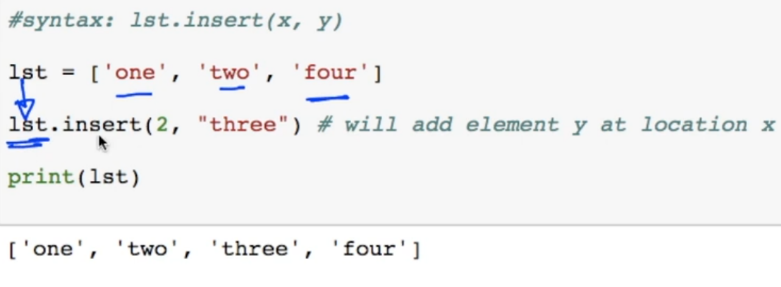 #syntax: lst.insert(x, y)
lst = ['one', 'two', 'four']
lst.insert(2, "three") # will add element y at location x
print(lst)
['one', 'two', 'three', 'four']